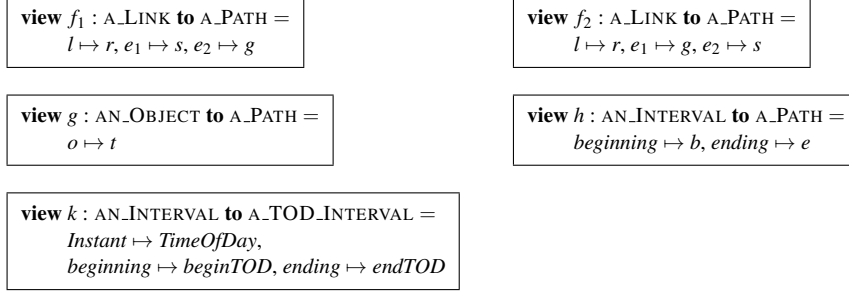 view f₁ : A_LINK to A_PATH =
l ↦ r, e₁ ↦ s, e₂ ↦ g
view f₂ : A_LINK to A_PATH =
l ↦ r, e₁ ↦ g, e₂ ↦ s
view g : AN_OBJECT to A_PATH =
o ↦ t
view h : AN_INTERVAL to A_PATH =
beginning ↦ b, ending ↦ e
view k : AN_INTERVAL to A_TOD_INTERVAL =
Instant ↦ TimeOfDay,
beginning ↦ beginTOD, ending ↦ endTOD